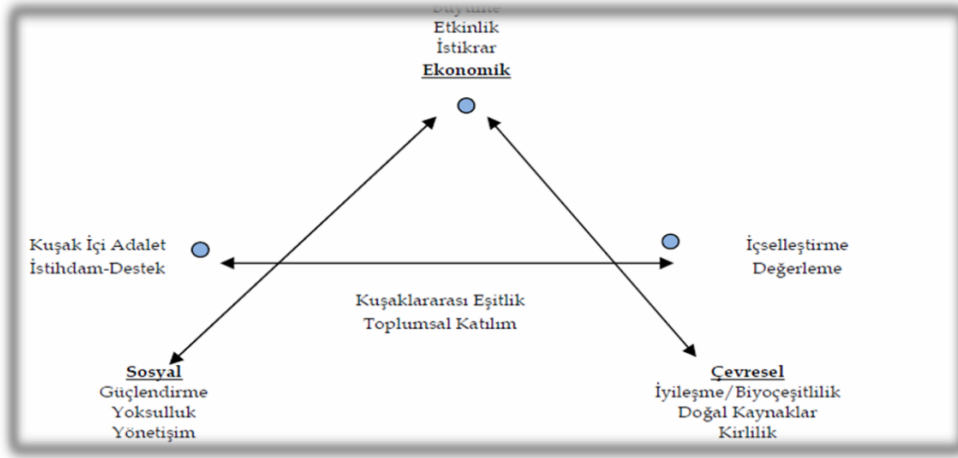 Etkinlik
İstikrar
Ekonomik
Kuşak İçi Adalet
İstihdam-Destek
İçselleştirme
Değerleme
Kuşaklararası Eşitlik
Toplumsal Katılım
Sosyal
Güçlendirme
Yoksulluk
Yönetişim
Çevresel
İyileşme/Biyoçeşitlilik
Doğal Kaynaklar
Kirlilik